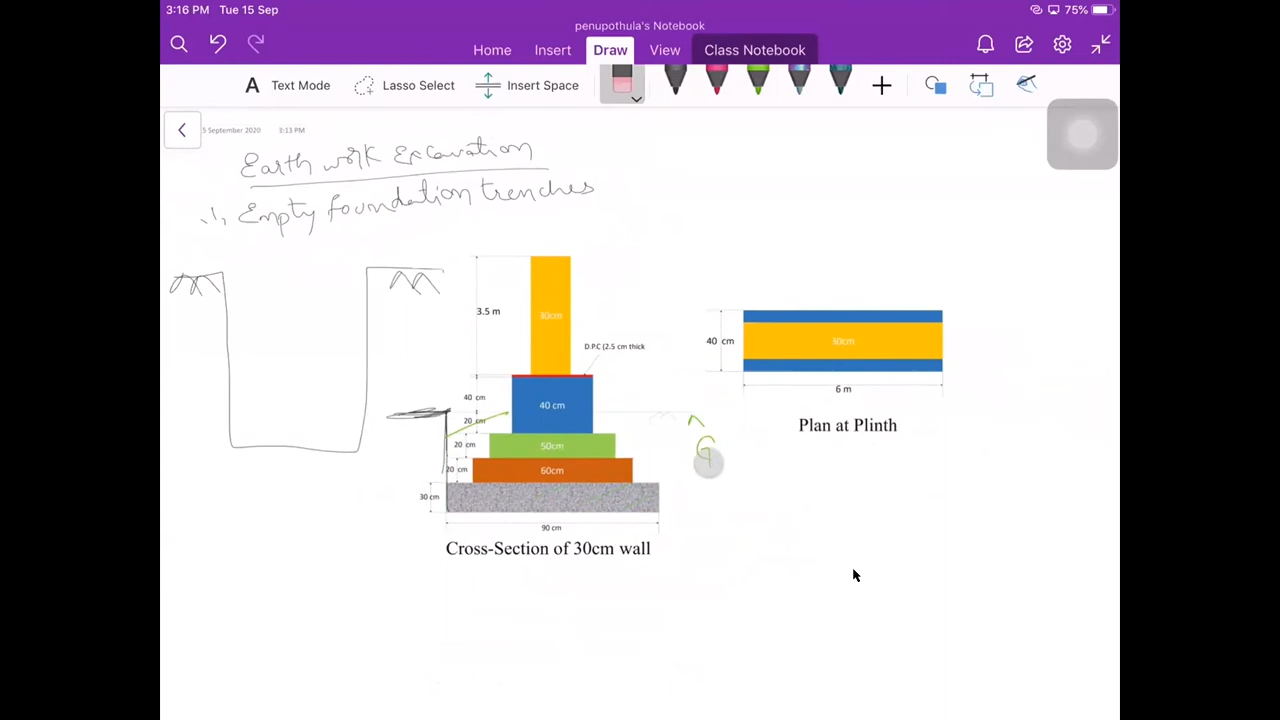 3:16 PM Tue 15 Sep
75%
penupothula's Notebook
Home Insert Draw View Class Notebook
A Text Mode Lasso Select Insert Space
5 September 2020 3:13 PM
Earth work Excavation
∴ Empty foundation trenches
3.5 m
30cm
D.P.C (2.5 cm thick
40 cm
40 cm
20 cm
20 cm
50cm
20 cm
60cm
30 cm
90 cm
Cross-Section of 30cm wall
G
40 cm
30cm
6 m
Plan at Plinth